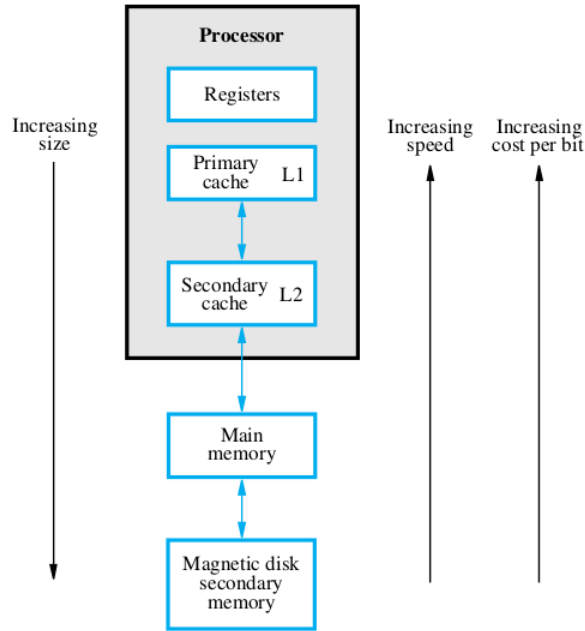 Processor
Registers
Increasing
size
Increasing
speed
Increasing
cost per bit
Primary
cache L1
Secondary
cache L2
Main
memory
Magnetic disk
secondary
memory